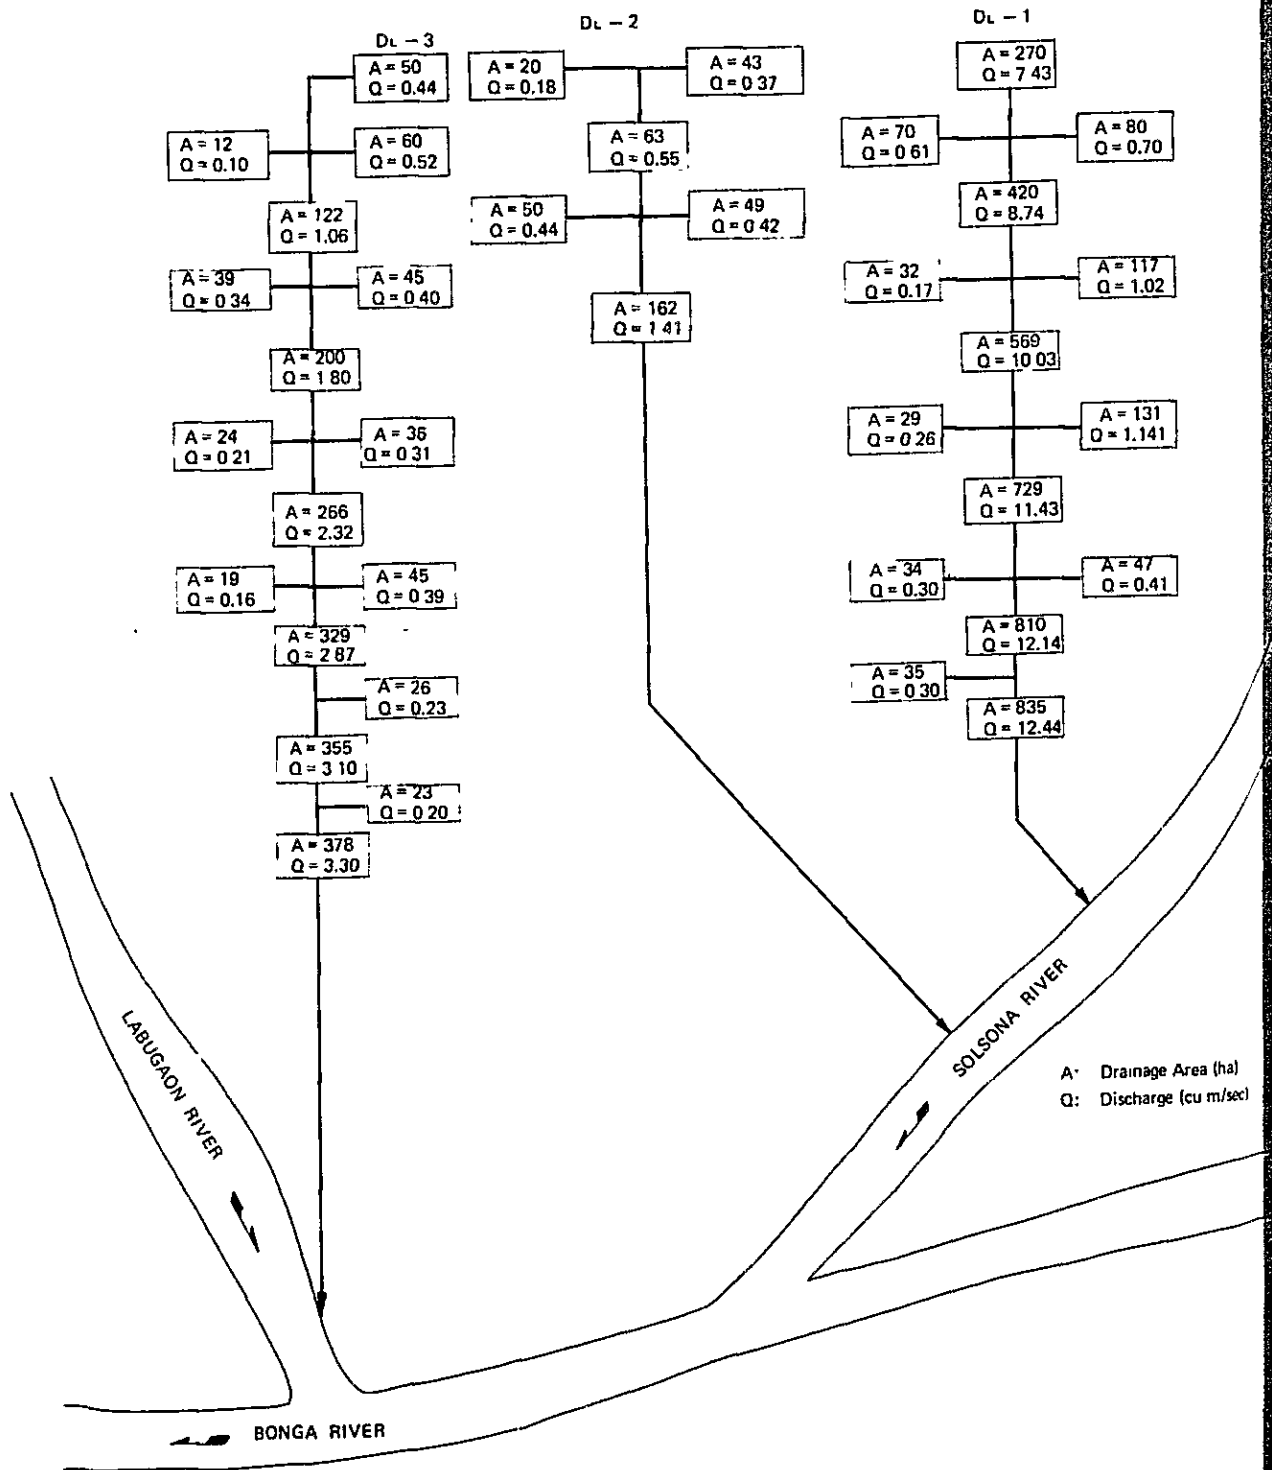 DL - 3
A = 50
Q = 0.44
A = 12
Q = 0.10
A = 60
Q = 0.52
A = 122
Q = 1.06
A = 39
Q = 0 34
A = 45
Q = 0 40
A = 200
Q = 1 80
A = 24
Q = 0 21
A = 36
Q = 0 31
A = 266
Q = 2.32
A = 19
Q = 0.16
A = 45
Q = 0 39
A = 329
Q = 2 87
A = 26
Q = 0.23
A = 355
Q = 3 10
A = 23
Q = 0 20
A = 378
Q = 3.30
DL - 2
A = 20
Q = 0.18
A = 43
Q = 0 37
A = 63
Q = 0.55
A = 50
Q = 0.44
A = 49
Q = 0 42
A = 162
Q = 1 41
DL - 1
A = 270
Q = 7 43
A = 70
Q = 0 61
A = 80
Q = 0.70
A = 420
Q = 8.74
A = 32
Q = 0.17
A = 117
Q = 1.02
A = 569
Q = 10 03
A = 29
Q = 0 26
A = 131
Q = 1.141
A = 729
Q = 11.43
A = 34
Q = 0.30
A = 47
Q = 0.41
A = 810
Q = 12.14
A = 35
Q = 0 30
A = 835
Q = 12.44
LABUGAON RIVER
SOLSONA RIVER
A· Drainage Area (ha)
Q: Discharge (cu m/sec)
BONGA RIVER